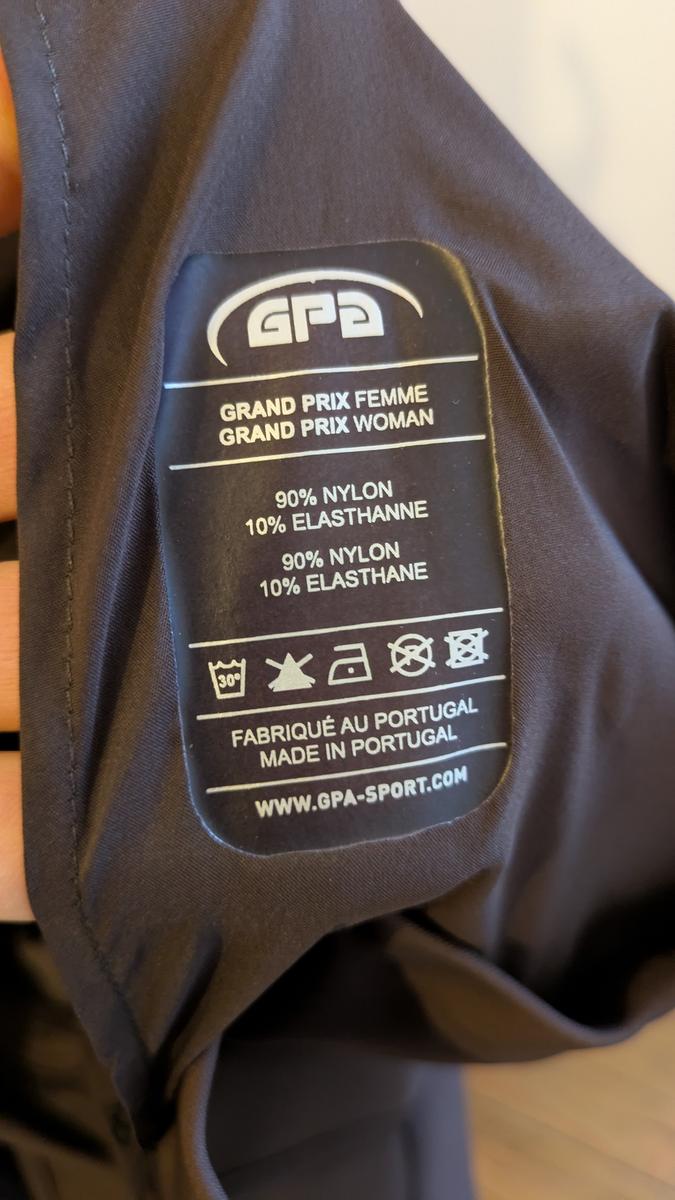 GPA
GRAND PRIX FEMME
GRAND PRIX WOMAN
90% NYLON
10% ELASTHANNE
90% NYLON
10% ELASTHANE
30°
FABRIQUÉ AU PORTUGAL
MADE IN PORTUGAL
WWW.GPA-SPORT.COM